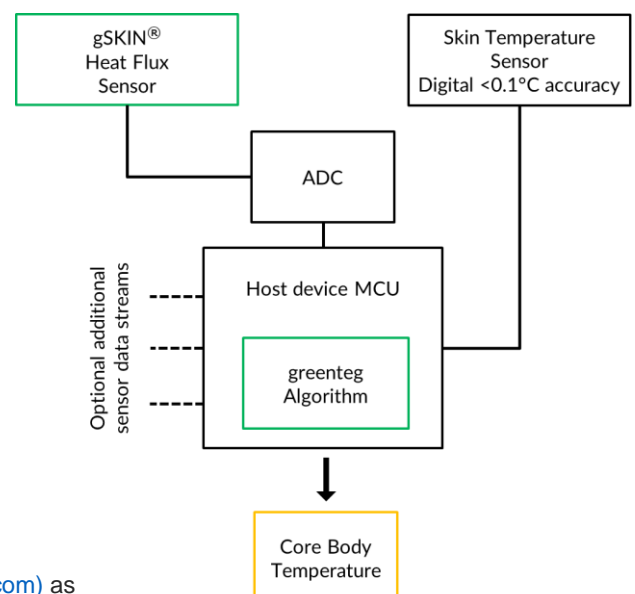 gSKIN®
Heat Flux
Sensor
Skin Temperature
Sensor
Digital <0.1°C accuracy
ADC
Host device MCU
Optional additional
sensor data streams
greenteg
Algorithm
Core Body
Temperature
com) as